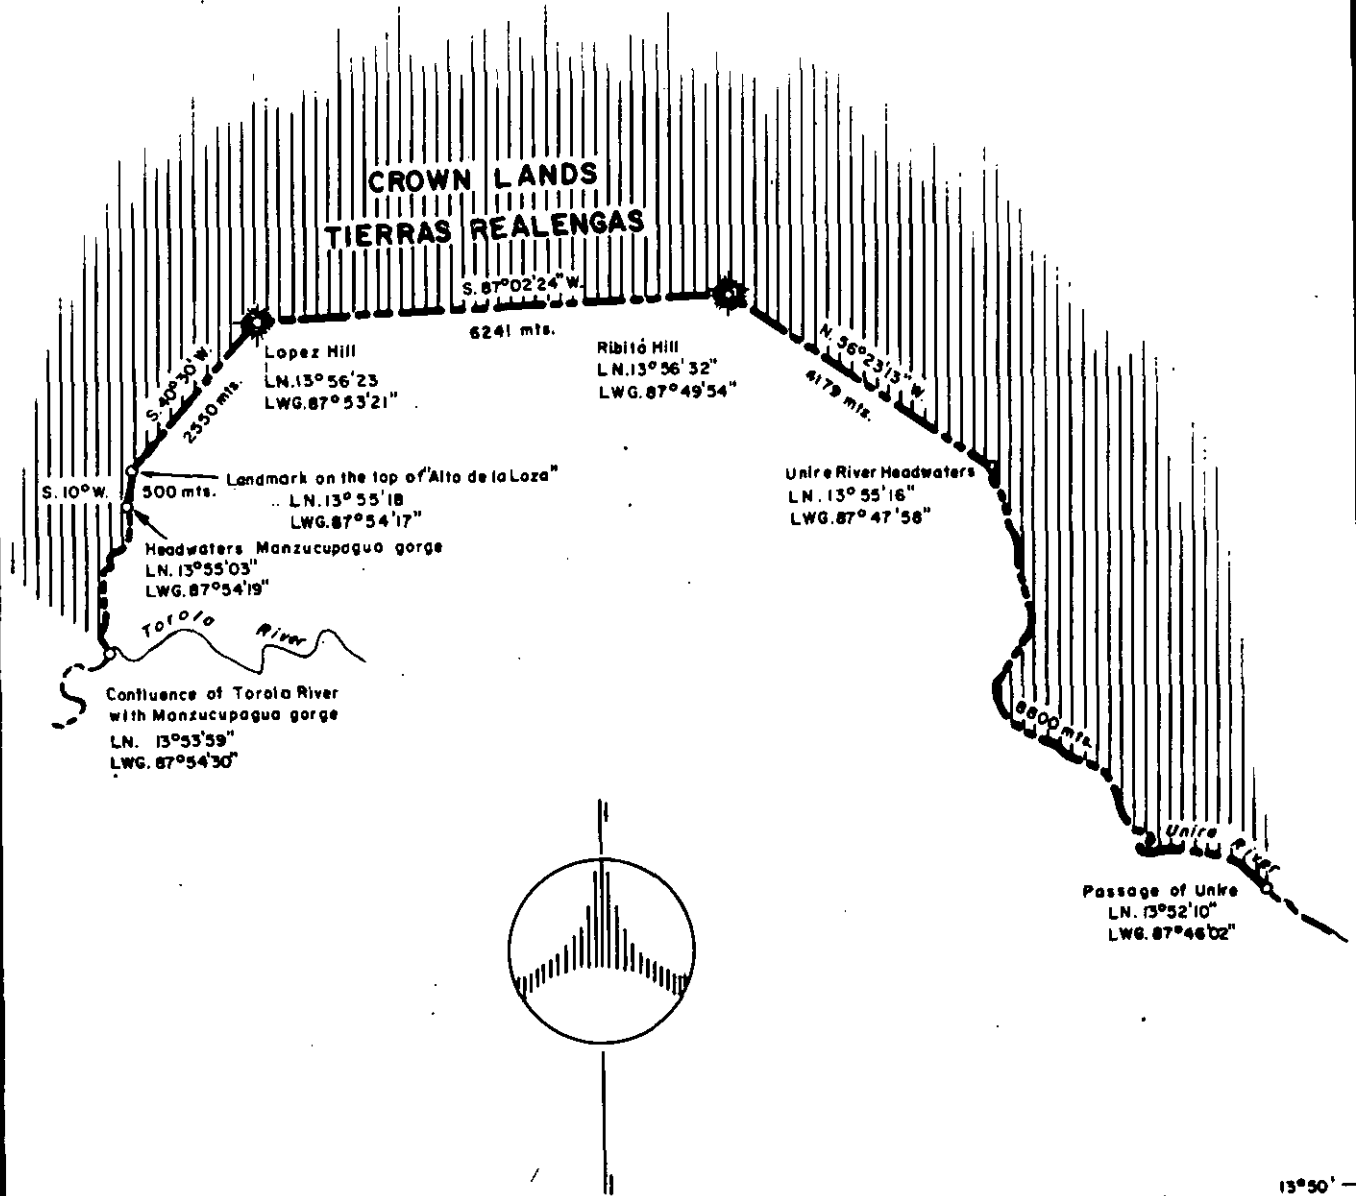 CROWN LANDS
TIERRAS REALENGAS
S. 87°02'24" W.
6241 mts.
Lopez Hill
LN.13°56'23
LWG.87°53'21"
Ribitá Hill
LN.13°56'32"
LWG.87°49'54"
N. 56°23'13" W.
4179 mts.
S. 40°30' W.
2550 mts.
Landmark on the top of "Alto de la Loza"
LN.13°55'18
LWG.87°54'17"
S. 10° W. 500 mts.
Unire River Headwaters
LN. 13°55'16"
LWG.87°47'58"
Headwaters Manzucupagua gorge
LN. 13°55'03"
LWG.87°54'19"
Torola River
Confluence of Torola River
with Manzucupagua gorge
LN. 13°53'59"
LWG. 87°54'30"
8800 mts.
Unire River
Passage of Unire
LN. 13°52'10"
LWG. 87°46'02"
13°50'